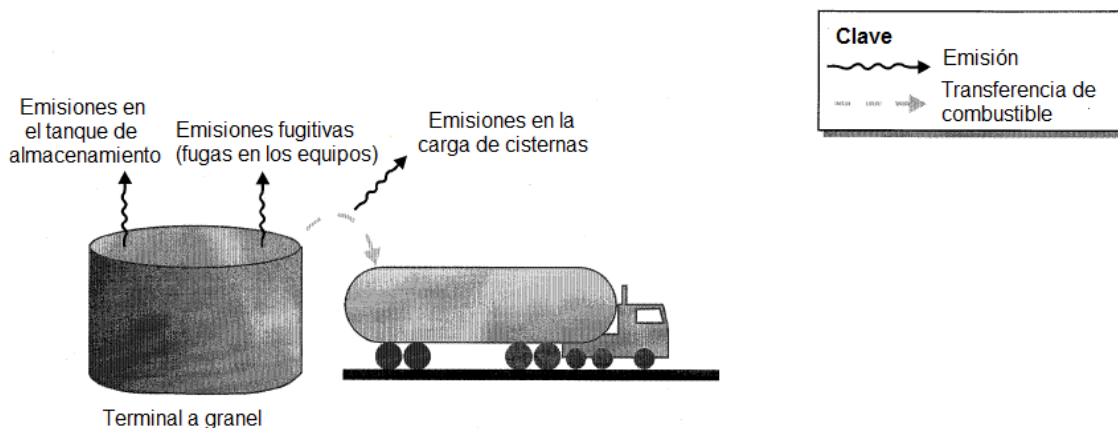 Clave
Emisión
Transferencia de
combustible
Emisiones en
el tanque de
almacenamiento
Emisiones fugitivas
(fugas en los equipos)
Emisiones en la
carga de cisternas
Terminal a granel